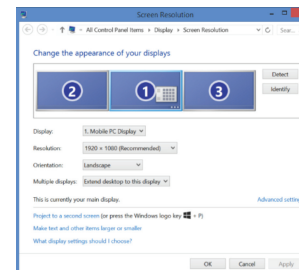 Screen Resolution
All Control Panel Items ▸ Display ▸ Screen Resolution
Sear...
Change the appearance of your displays
2
1
3
Detect
Identify
Display: 1. Mobile PC Display
Resolution: 1920 × 1080 (Recommended)
Orientation: Landscape
Multiple displays: Extend desktop to this display
This is currently your main display.
Advanced settin
Project to a second screen (or press the Windows logo key + P)
Make text and other items larger or smaller
What display settings should I choose?
OK
Cancel
Apply